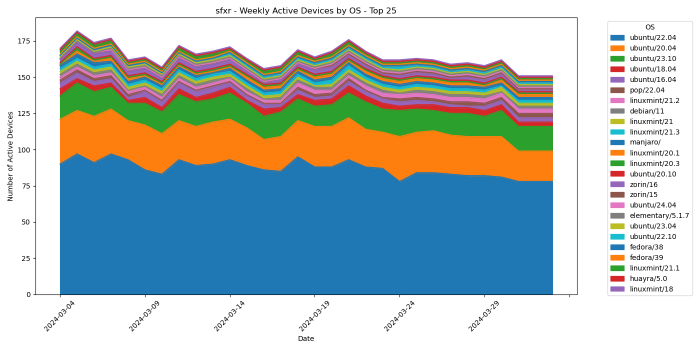 sfxr - Weekly Active Devices by OS - Top 25
Number of Active Devices
175
150
125
100
75
50
25
0
2024-03-04
2024-03-09
2024-03-14
2024-03-19
2024-03-24
2024-03-29
Date
OS
ubuntu/22.04
ubuntu/20.04
ubuntu/23.10
ubuntu/18.04
ubuntu/16.04
pop/22.04
linuxmint/21.2
debian/11
linuxmint/21
linuxmint/21.3
manjaro/
linuxmint/20.1
linuxmint/20.3
ubuntu/20.10
zorin/16
zorin/15
ubuntu/24.04
elementary/5.1.7
ubuntu/23.04
ubuntu/22.10
fedora/38
fedora/39
linuxmint/21.1
huayra/5.0
linuxmint/18